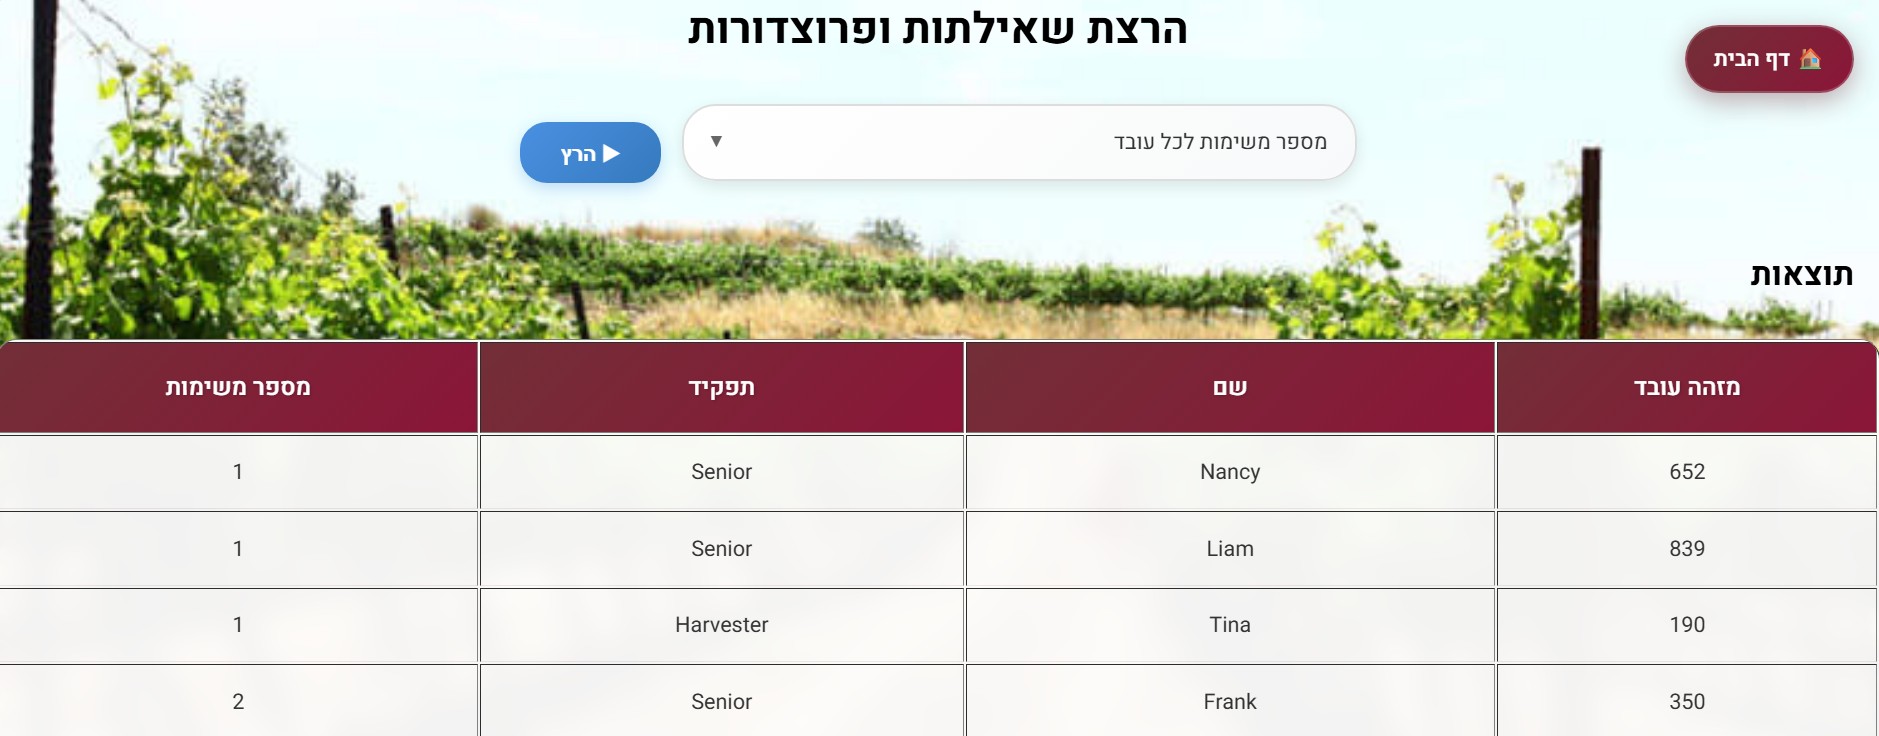 הרצת שאילתות ופרוצדורות
דף הבית
מספר משימות לכל עובד
הרץ
תוצאות
מזהה עובד שם תפקיד מספר משימות
652 Nancy Senior 1
839 Liam Senior 1
190 Tina Harvester 1
350 Frank Senior 2